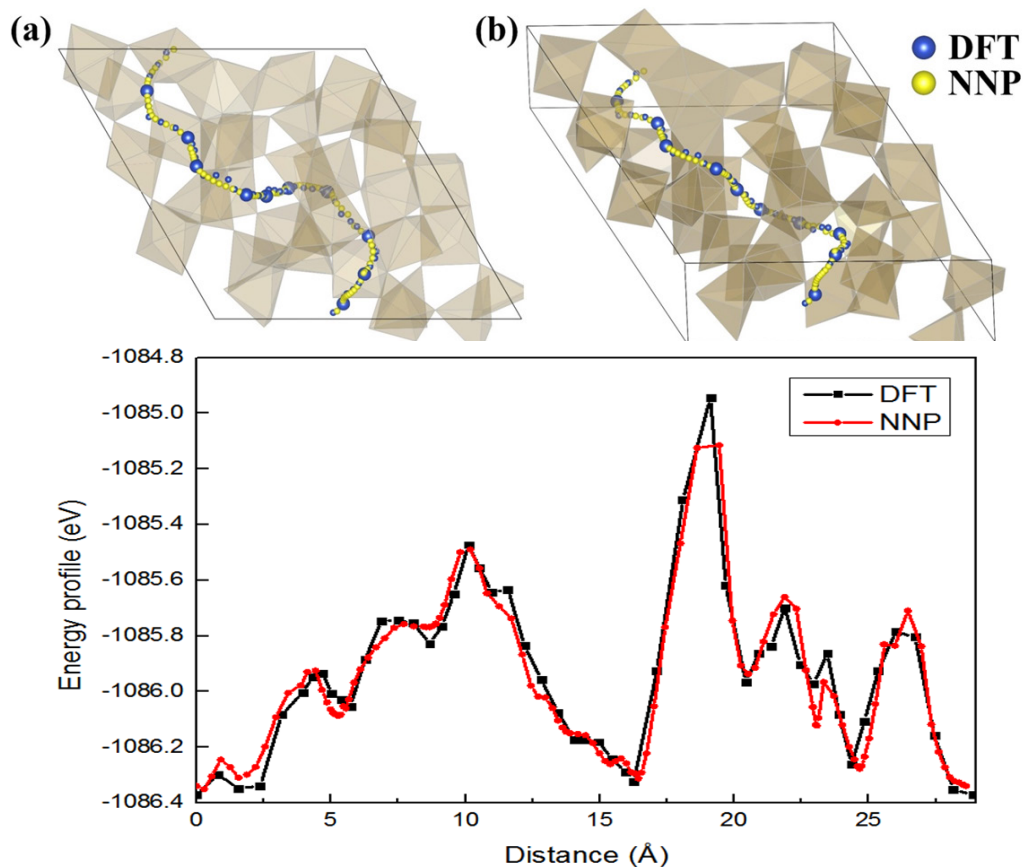 (a)
(b)
DFT
NNP
-1084.8
-1085.0
-1085.2
-1085.4
-1085.6
-1085.8
-1086.0
-1086.2
-1086.4
Energy profile (eV)
DFT
NNP
0 5 10 15 20 25
Distance (Å)